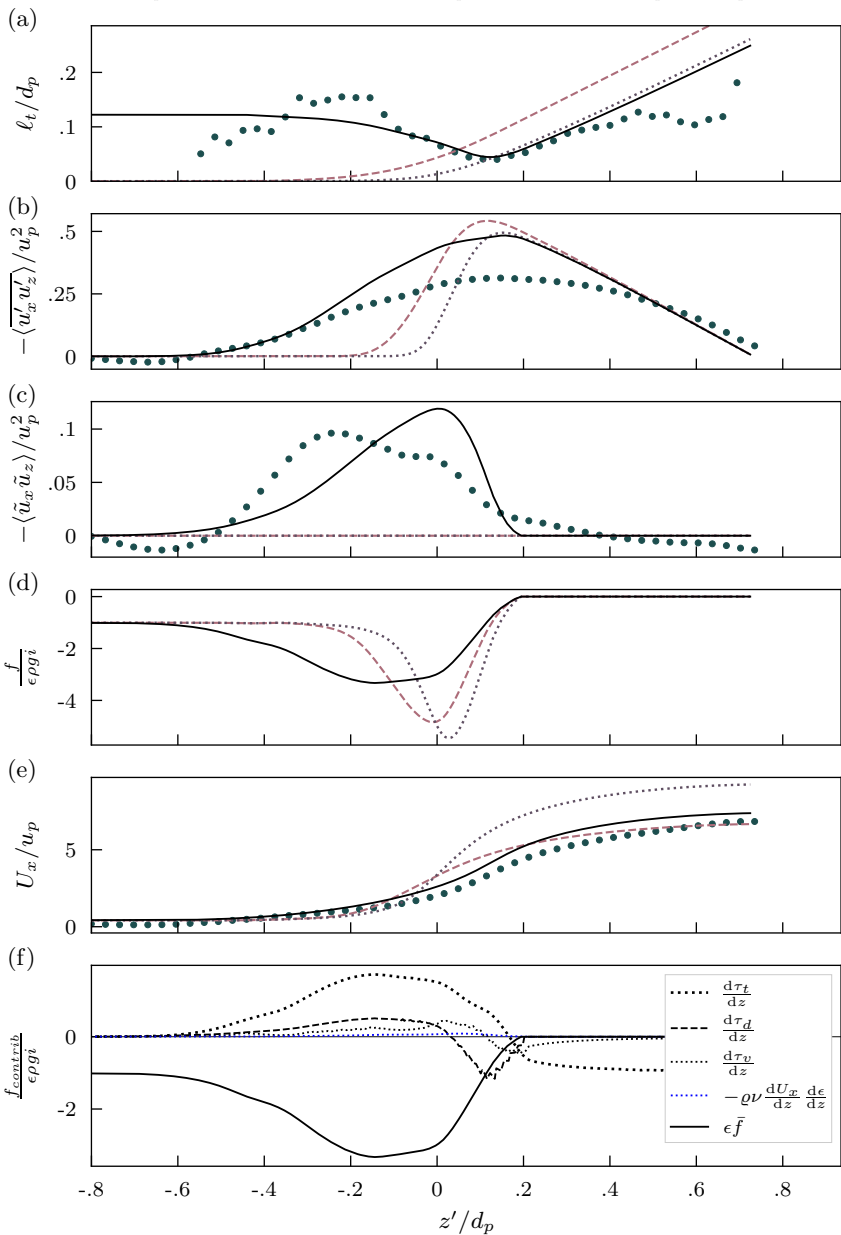 (a)
ℓ_t/d_p
.2
.1
0
(b)
−⟨\overline{u'_x u'_z}⟩/u_p^2
.5
.25
0
(c)
−⟨ũ_x ũ_z⟩/u_p^2
.1
.05
0
(d)
f/(ϵρgi)
0
-2
-4
(e)
U_x/u_p
5
0
(f)
f_{contrib}/(ϵρgi)
0
-2
dτ_t/dz
dτ_d/dz
dτ_v/dz
−ϱν dU_x/dz dϵ/dz
ϵf̄
-.8 -.6 -.4 -.2 0 .2 .4 .6 .8
z'/d_p